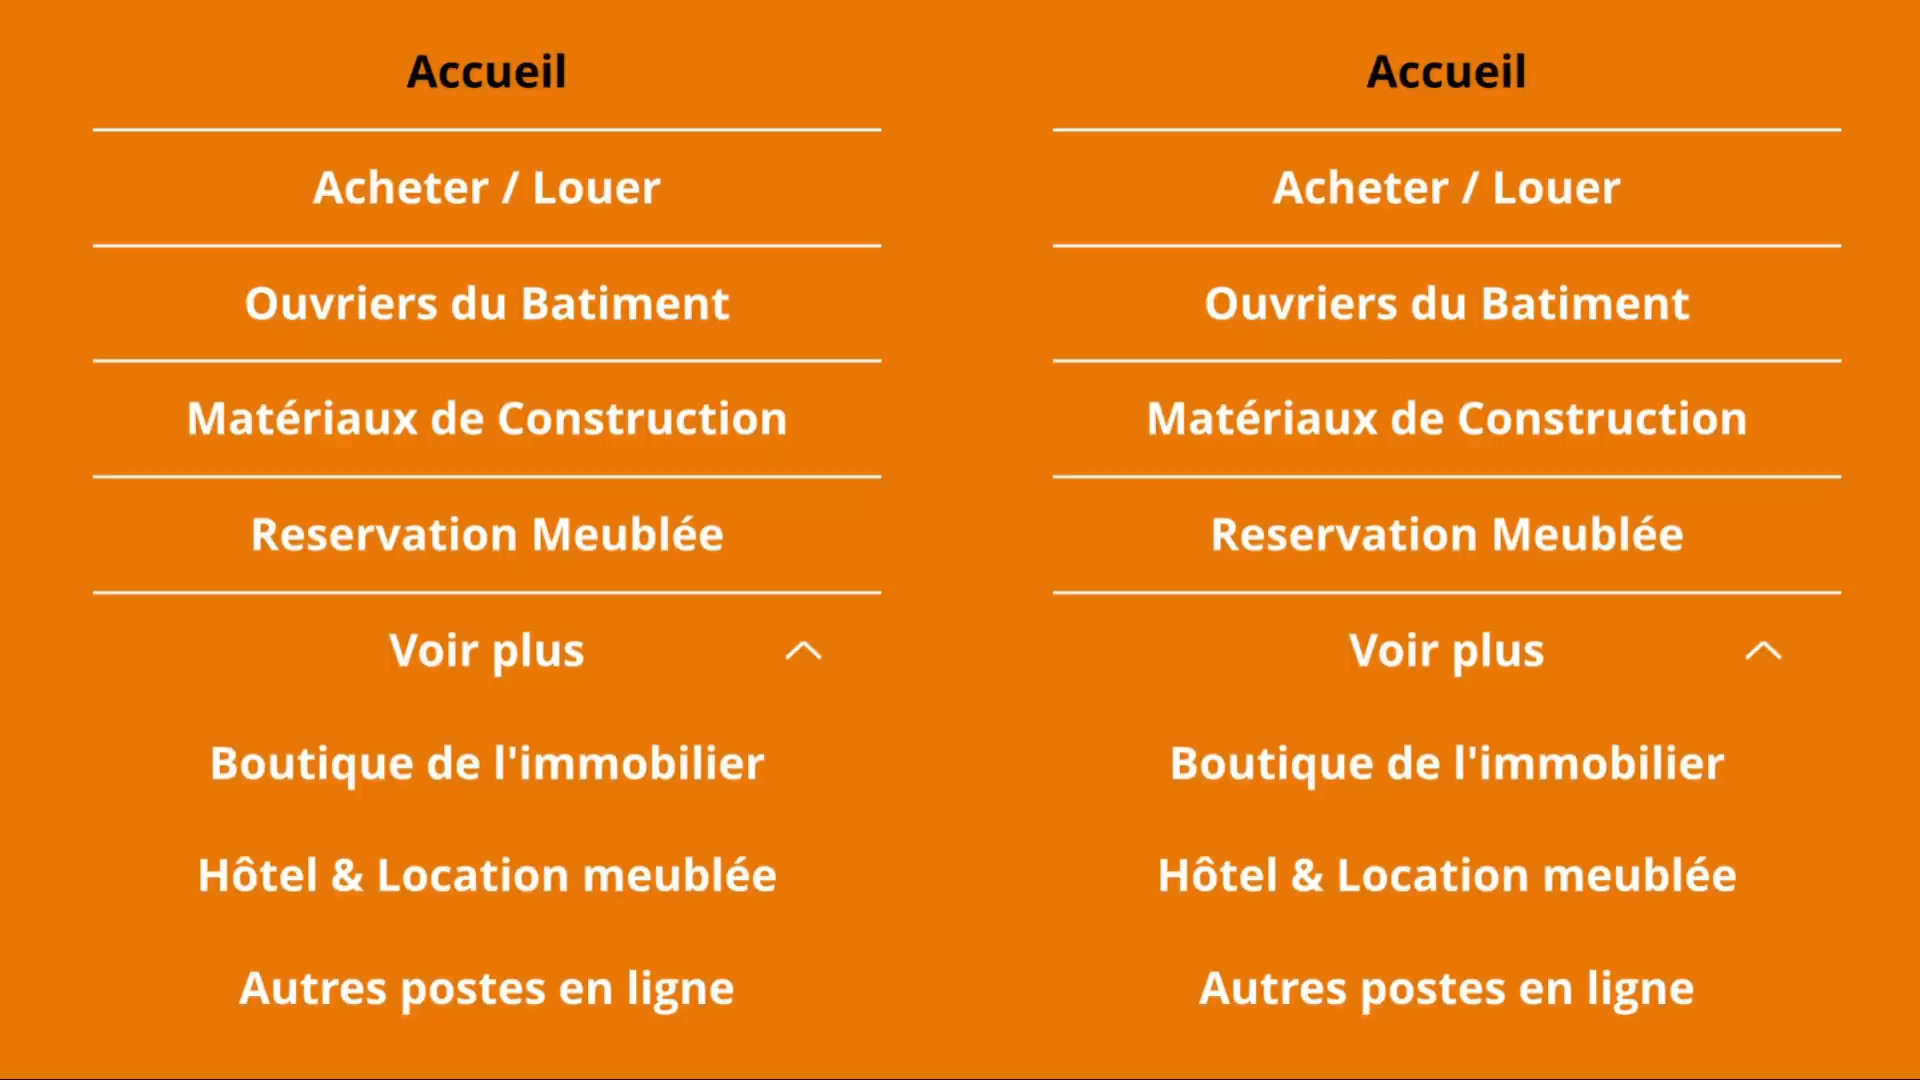 Accueil
Acheter / Louer
Ouvriers du Batiment
Matériaux de Construction
Reservation Meublée
Voir plus
Boutique de l'immobilier
Hôtel & Location meublée
Autres postes en ligne
Accueil
Acheter / Louer
Ouvriers du Batiment
Matériaux de Construction
Reservation Meublée
Voir plus
Boutique de l'immobilier
Hôtel & Location meublée
Autres postes en ligne